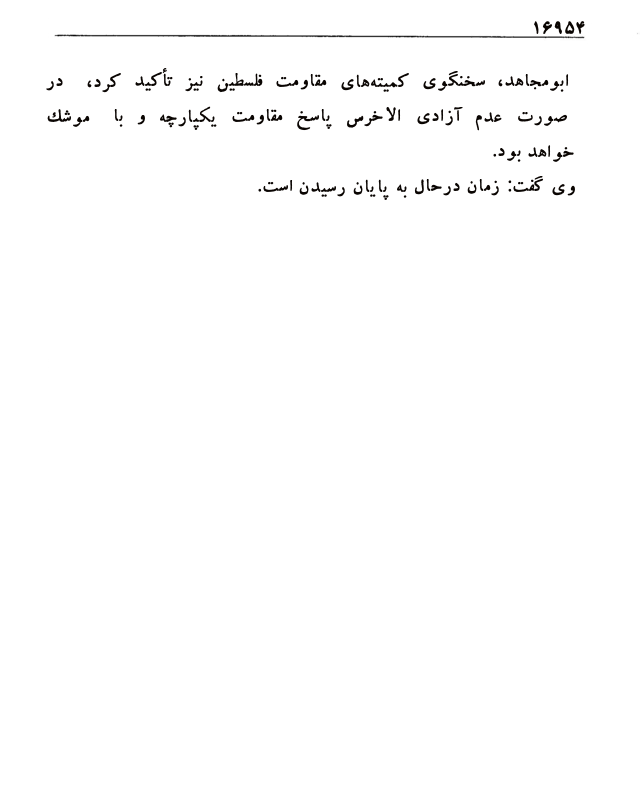 ۱۶۹۵۴
ابومجاهد، سخنگوی کمیته‌های مقاومت فلسطین نیز تأکید کرد، در
صورت عدم آزادی الاخرس پاسخ مقاومت یکپارچه و با موشك
خواهد بود.
وی گفت: زمان درحال به پایان رسیدن است.